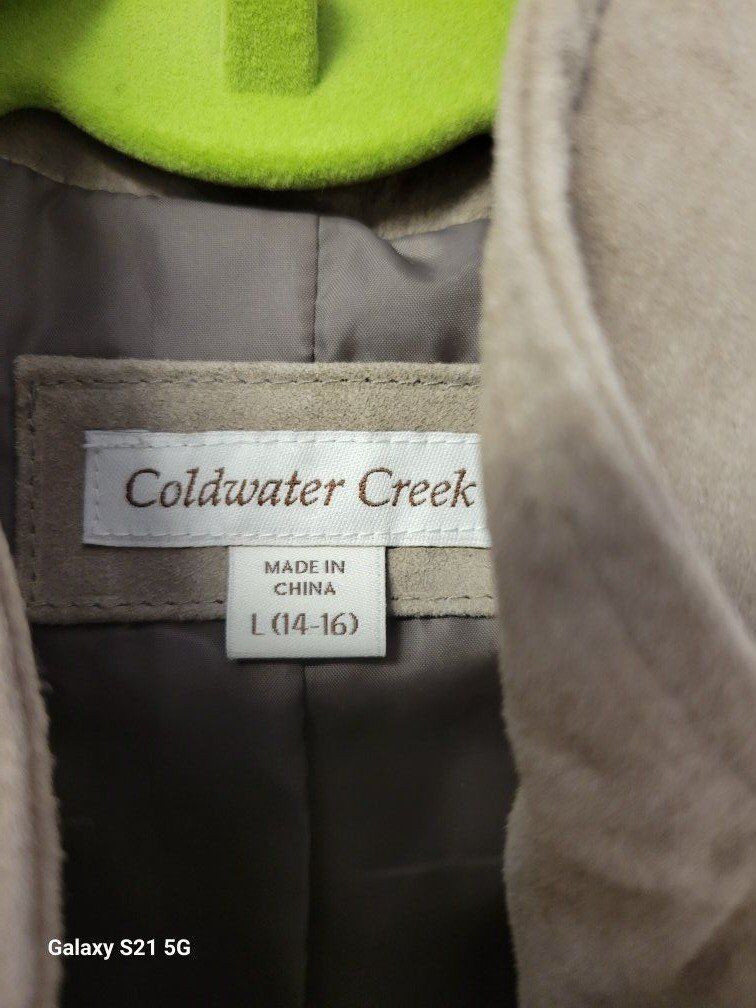 Coldwater Creek
MADE IN
CHINA
L (14-16)
Galaxy S21 5G